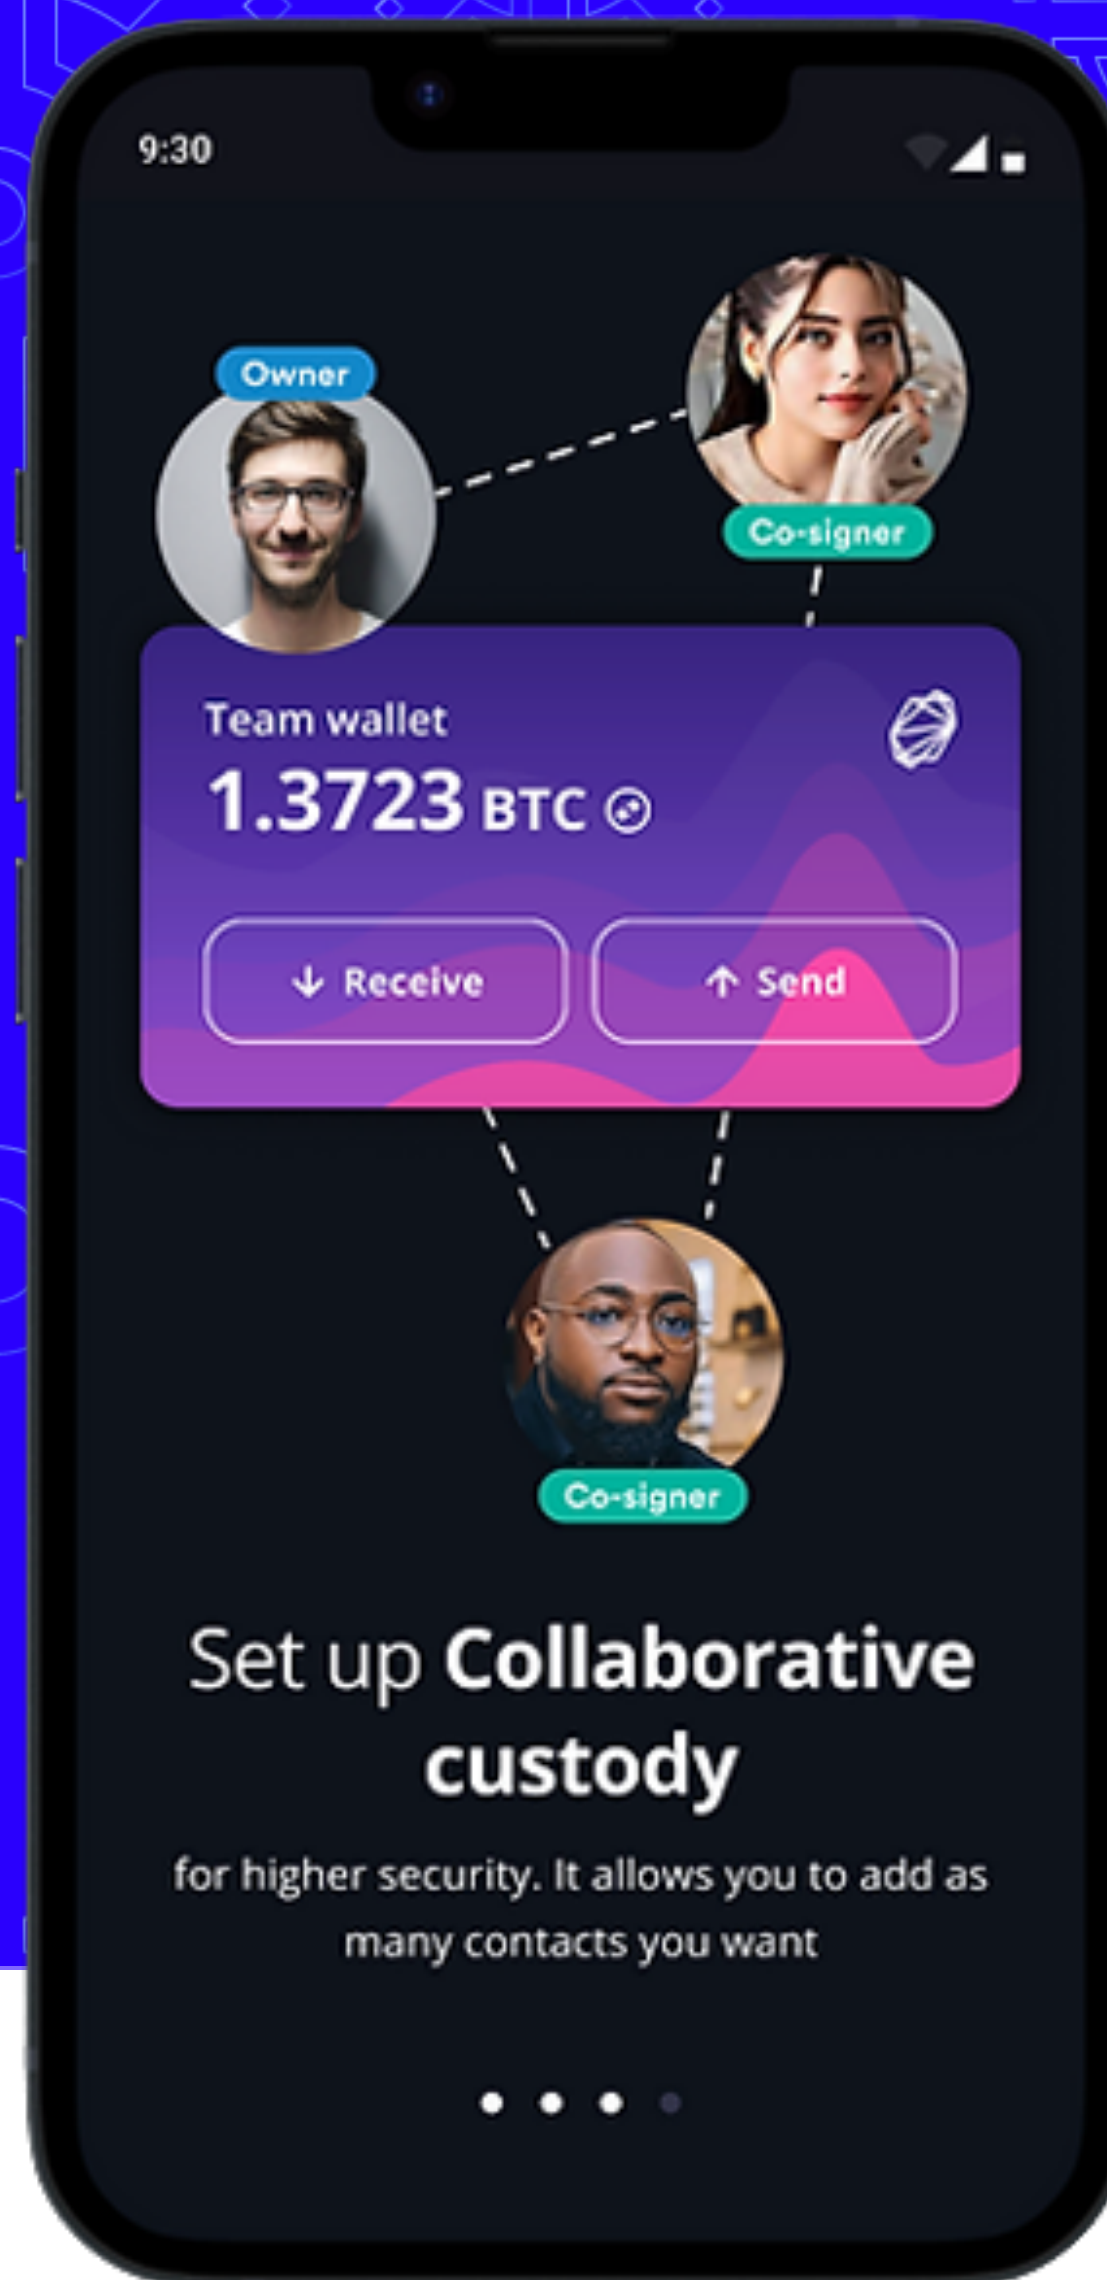 9:30
Owner
Co-signer
Team wallet
1.3723 BTC
Receive
Send
Co-signer
Set up Collaborative
custody
for higher security. It allows you to add as
many contacts you want